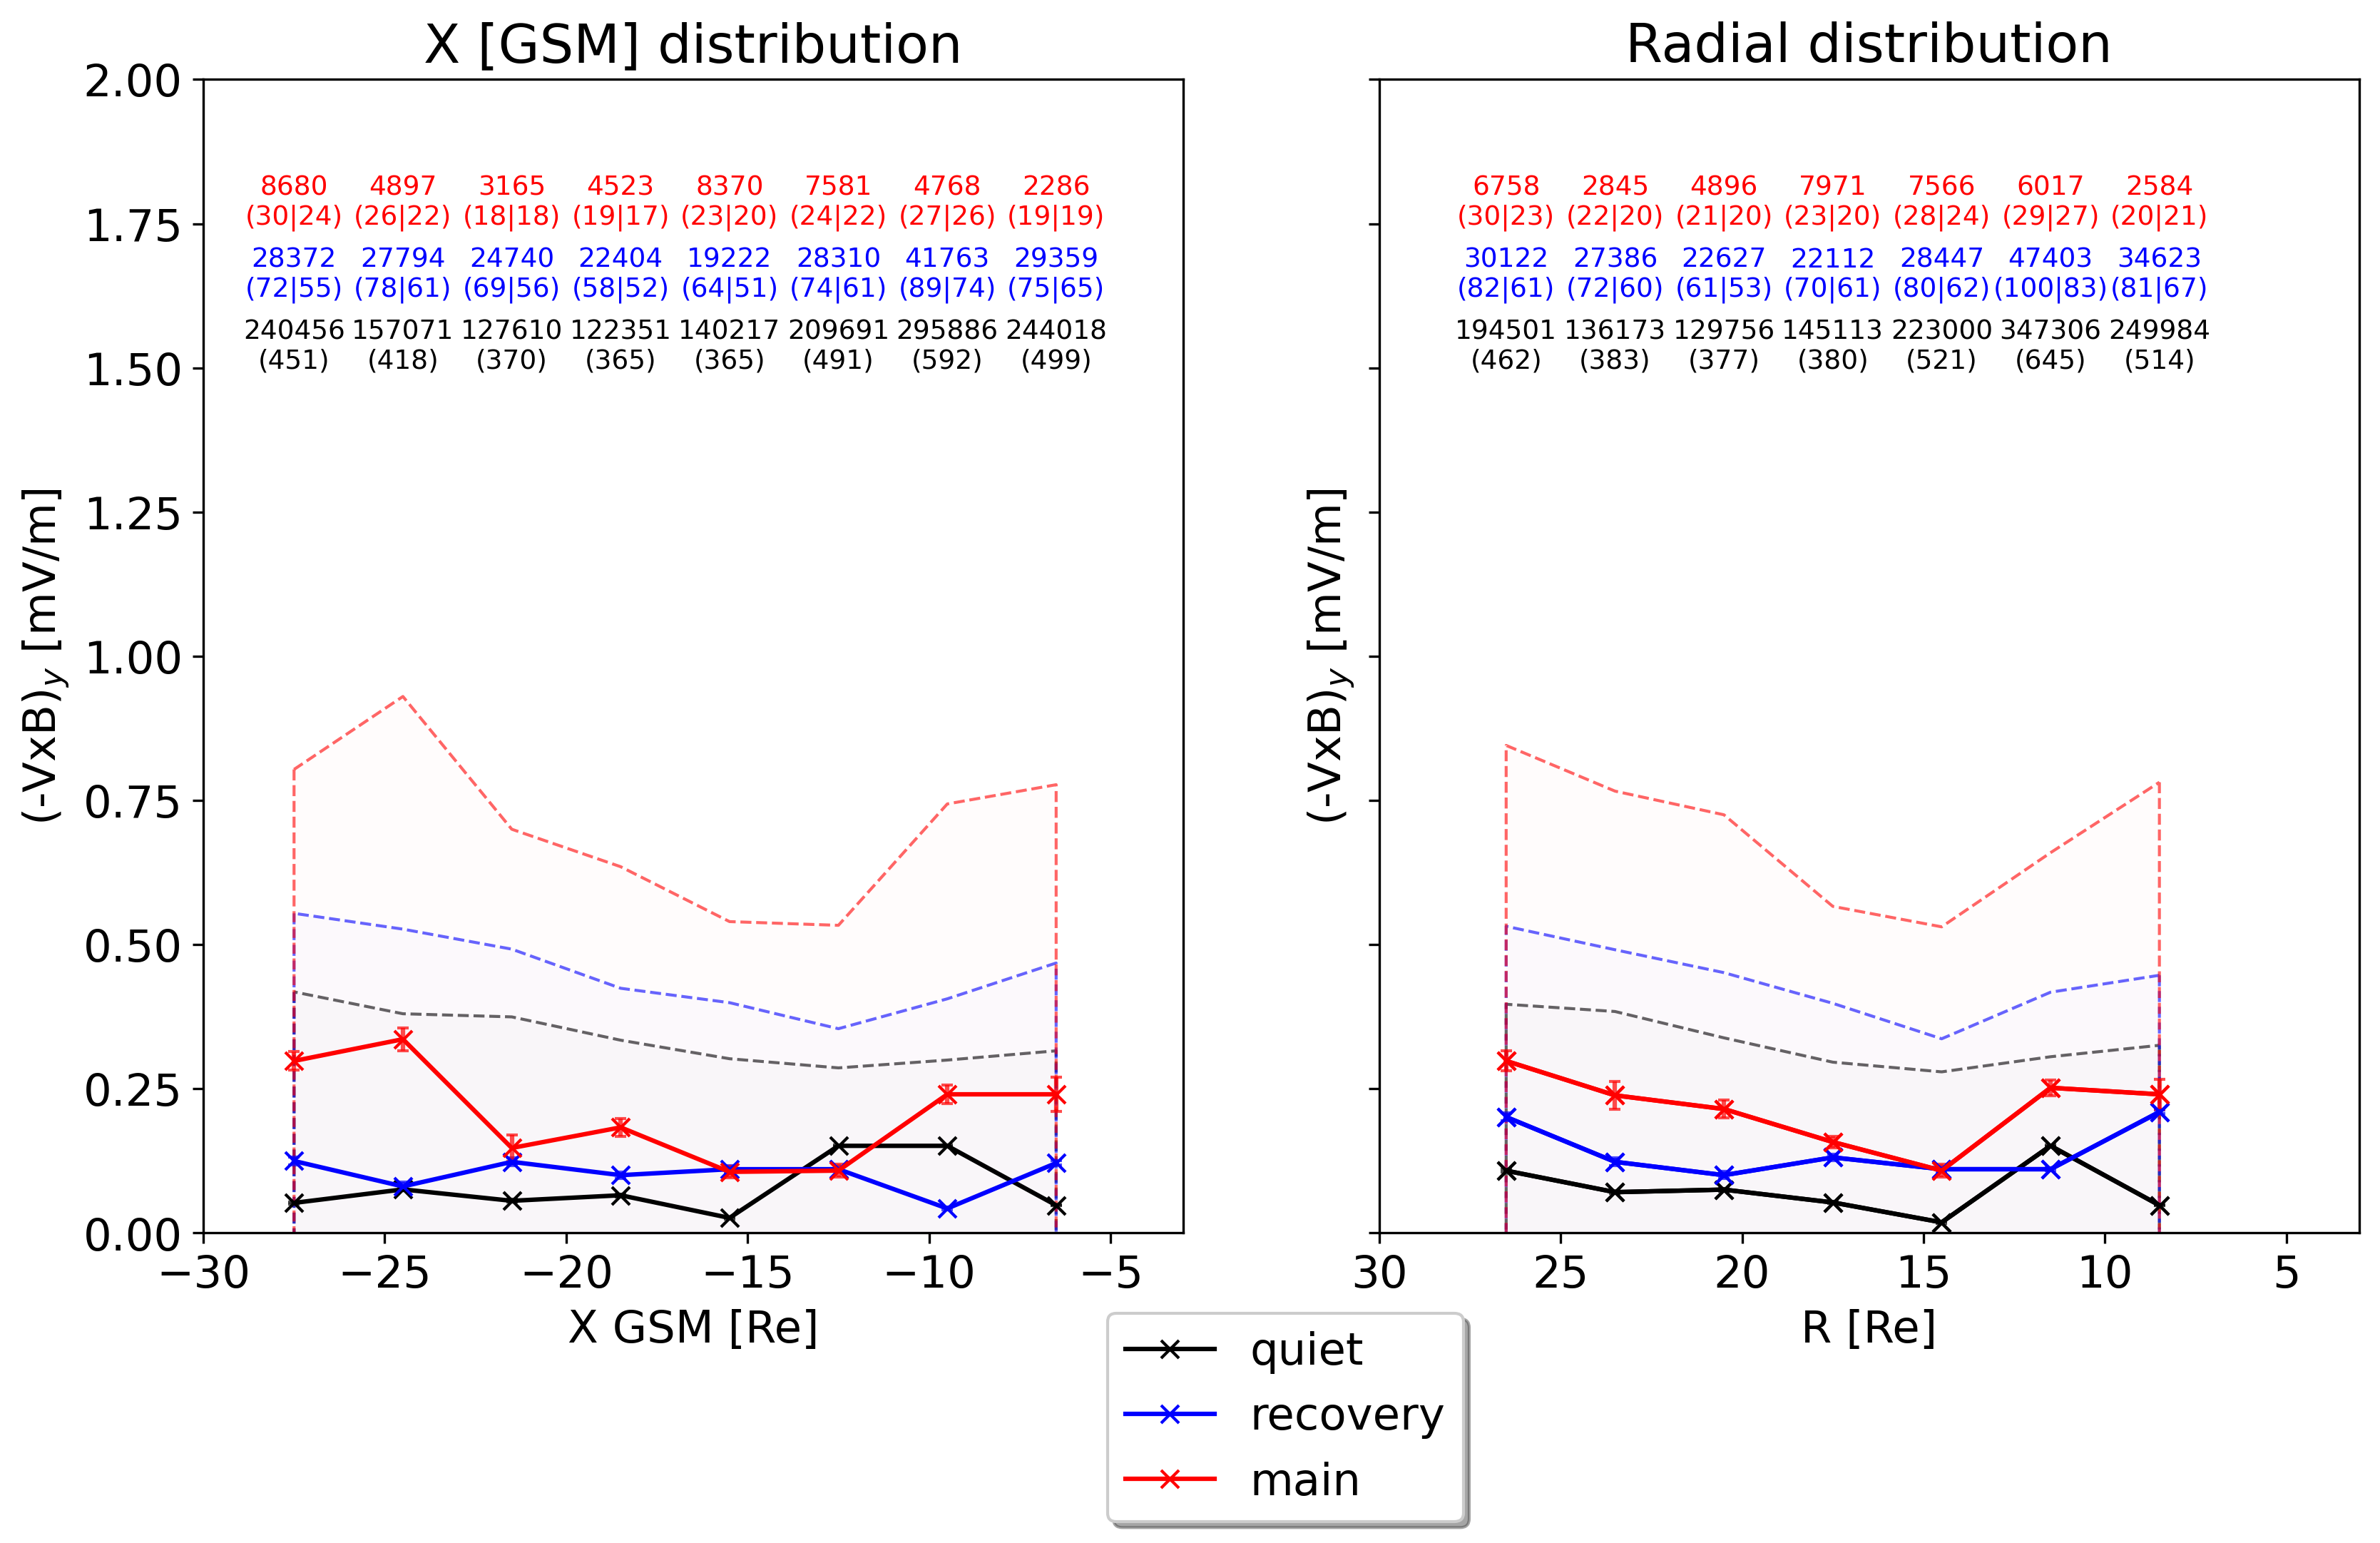 X [GSM] distribution
2.00
1.75
1.50
1.25
1.00
0.75
0.50
0.25
0.00
(-VxB)y [mV/m]
8680 4897 3165 4523 8370 7581 4768 2286
(30|24) (26|22) (18|18) (19|17) (23|20) (24|22) (27|26) (19|19)
28372 27794 24740 22404 19222 28310 41763 29359
(72|55) (78|61) (69|56) (58|52) (64|51) (74|61) (89|74) (75|65)
240456 157071 127610 122351 140217 209691 295886 244018
(451) (418) (370) (365) (365) (491) (592) (499)
−30 −25 −20 −15 −10 −5
X GSM [Re]
Radial distribution
(-VxB)y [mV/m]
6758 2845 4896 7971 7566 6017 2584
(30|23) (22|20) (21|20) (23|20) (28|24) (29|27) (20|21)
30122 27386 22627 22112 28447 47403 34623
(82|61) (72|60) (61|53) (70|61) (80|62) (100|83) (81|67)
194501 136173 129756 145113 223000 347306 249984
(462) (383) (377) (380) (521) (645) (514)
30 25 20 15 10 5
R [Re]
quiet
recovery
main